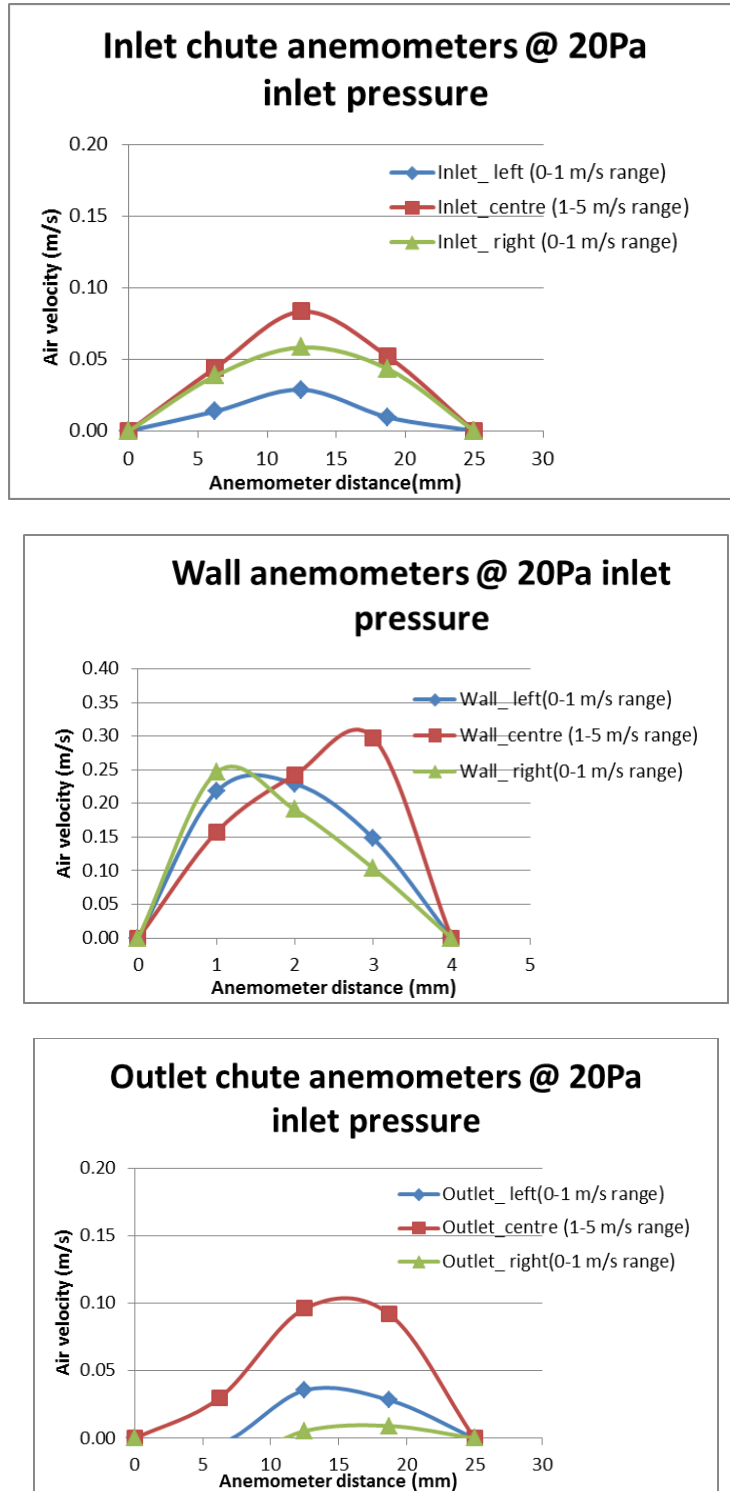 Inlet chute anemometers @ 20Pa
inlet pressure
0.20
0.15
0.10
0.05
0.00
Air velocity (m/s)
Inlet_ left (0-1 m/s range)
Inlet_centre (1-5 m/s range)
Inlet_ right (0-1 m/s range)
0 5 10 15 20 25 30
Anemometer distance(mm)
Wall anemometers @ 20Pa inlet
pressure
0.40
0.35
0.30
0.25
0.20
0.15
0.10
0.05
0.00
Air velocity (m/s)
Wall_ left(0-1 m/s range)
Wall_centre (1-5 m/s range)
Wall_ right(0-1 m/s range)
0 1 2 3 4 5
Anemometer distance (mm)
Outlet chute anemometers @ 20Pa
inlet pressure
0.20
0.15
0.10
0.05
0.00
Air velocity (m/s)
Outlet_ left(0-1 m/s range)
Outlet_centre (1-5 m/s range)
Outlet_ right(0-1 m/s range)
0 5 10 15 20 25 30
Anemometer distance (mm)